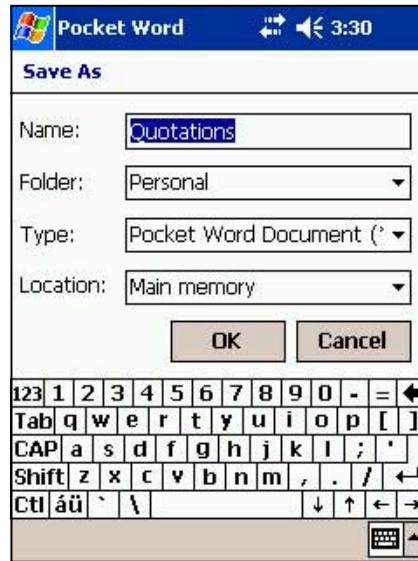 Pocket Word 3:30
Save As
Name: Quotations
Folder: Personal
Type: Pocket Word Document (*
Location: Main memory
OK Cancel
123 1 2 3 4 5 6 7 8 9 0 - = ←
Tab q w e r t y u i o p [ ]
CAP a s d f g h j k l ; '
Shift z x c v b n m , . / ↵
Ctl áü ` \ ↓ ↑ ← →